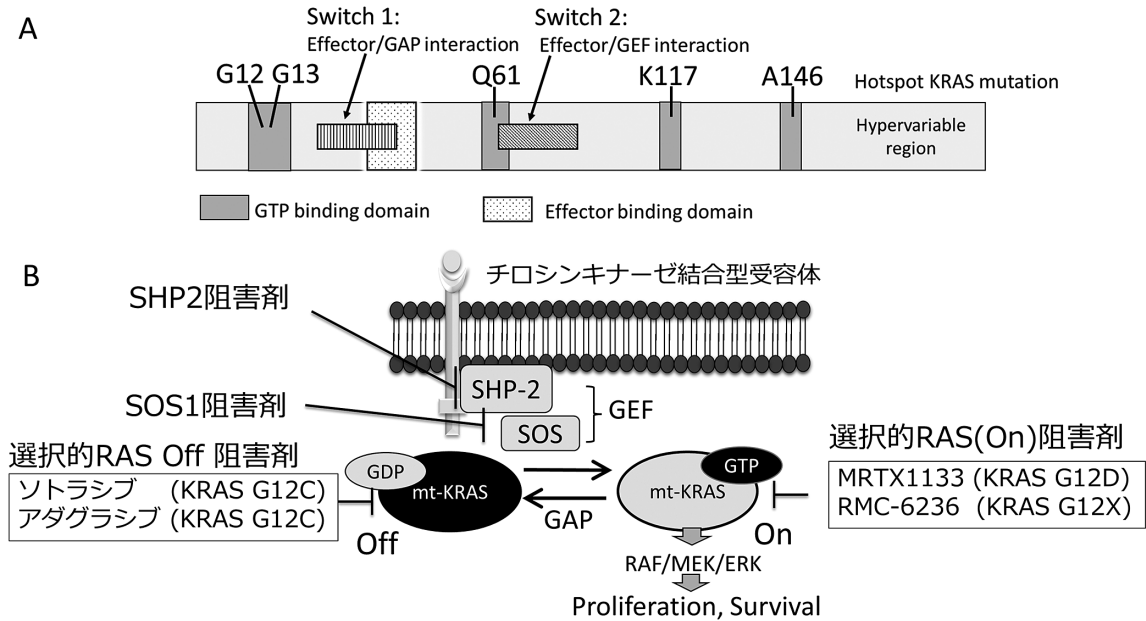 A
Switch 1:
Effector/GAP interaction
Switch 2:
Effector/GEF interaction
G12 G13
Q61
K117
A146
Hotspot KRAS mutation
Hypervariable
region
GTP binding domain
Effector binding domain
B
チロシンキナーゼ結合型受容体
SHP2阻害剤
SHP-2
SOS1阻害剤
SOS
GEF
選択的RAS Off 阻害剤
ソトラシブ (KRAS G12C)
アダグラシブ (KRAS G12C)
GDP
mt-KRAS
Off
GAP
mt-KRAS
GTP
On
選択的RAS(On)阻害剤
MRTX1133 (KRAS G12D)
RMC-6236 (KRAS G12X)
RAF/MEK/ERK
Proliferation, Survival